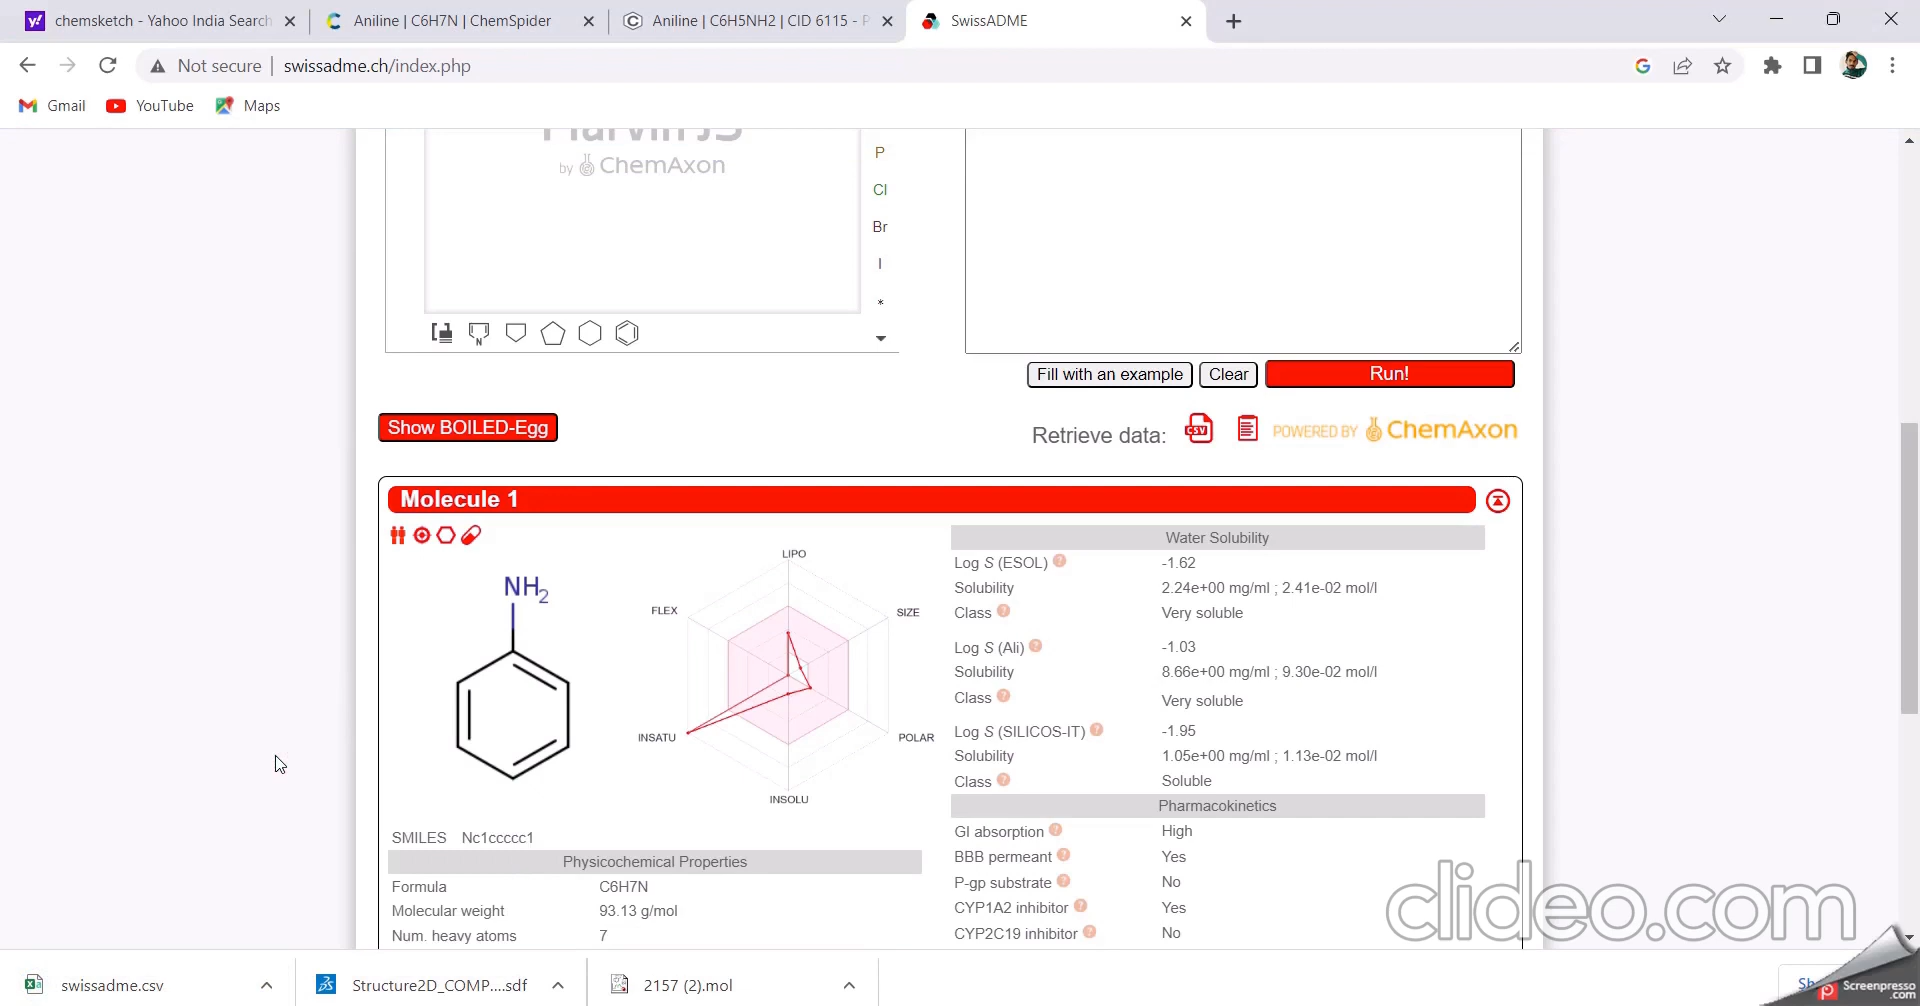 chemsketch - Yahoo India Search
Aniline | C6H7N | ChemSpider
Aniline | C6H5NH2 | CID 6115 - P
SwissADME
Not secure | swissadme.ch/index.php
Gmail
YouTube
Maps
Marvin JS
by ChemAxon
P
Cl
Br
I
*
N
Fill with an example
Clear
Run!
Show BOILED-Egg
Retrieve data:
CSV
POWERED BY ChemAxon
Molecule 1
NH2
LIPO
SIZE
POLAR
INSOLU
INSATU
FLEX
SMILES Nc1ccccc1
Physicochemical Properties
Formula C6H7N
Molecular weight 93.13 g/mol
Num. heavy atoms 7
Water Solubility
Log S (ESOL) ? -1.62
Solubility 2.24e+00 mg/ml ; 2.41e-02 mol/l
Class ? Very soluble
Log S (Ali) ? -1.03
Solubility 8.66e+00 mg/ml ; 9.30e-02 mol/l
Class ? Very soluble
Log S (SILICOS-IT) ? -1.95
Solubility 1.05e+00 mg/ml ; 1.13e-02 mol/l
Class ? Soluble
Pharmacokinetics
GI absorption ? High
BBB permeant ? Yes
P-gp substrate ? No
CYP1A2 inhibitor ? Yes
CYP2C19 inhibitor ? No
clideo.com
swissadme.csv
Structure2D_COMP....sdf
2157 (2).mol
Sh
Screenpresso
.com